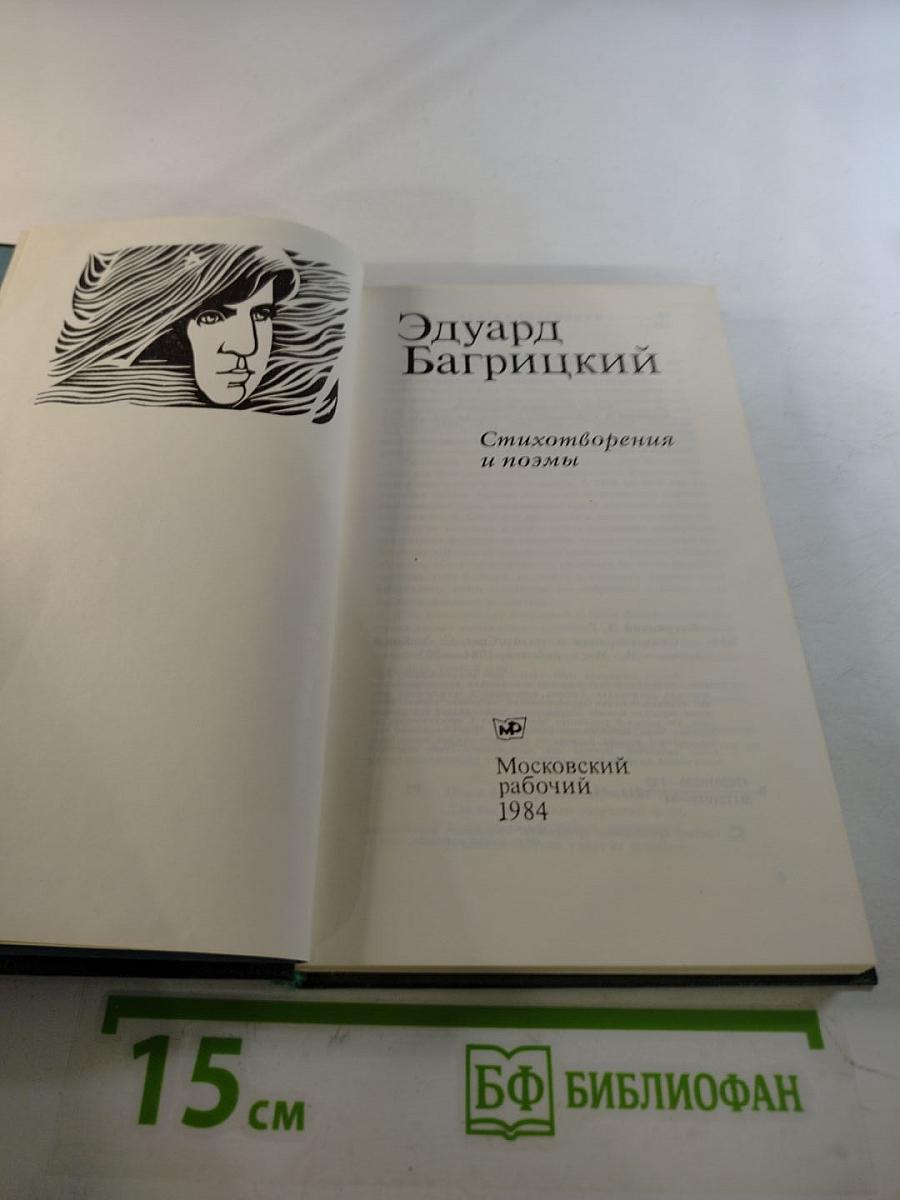 Эдуард
Багрицкий
Стихотворения
и поэмы
МР
Московский
рабочий
1984
15 см
БФ БИБЛИОФАН